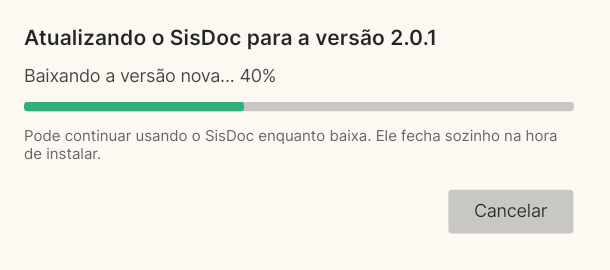 Atualizando o SisDoc para a versão 2.0.1
Baixando a versão nova... 40%
Pode continuar usando o SisDoc enquanto baixa. Ele fecha sozinho na hora
de instalar.
Cancelar